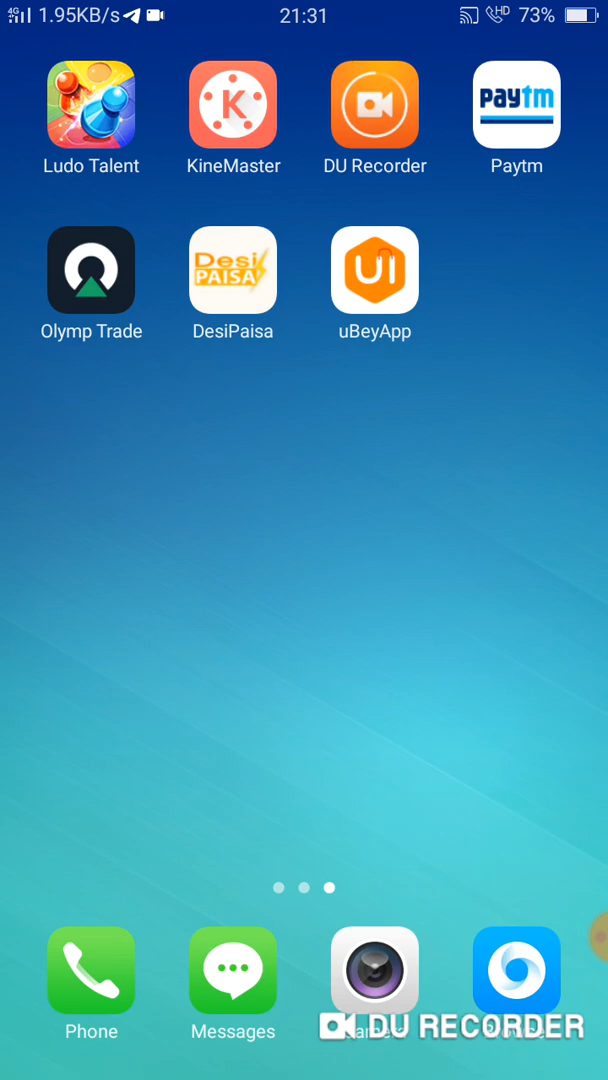 4G 1.95KB/s 21:31 HD 73%
Ludo Talent KineMaster DU Recorder Paytm
K paytm
Desi
PAISA
UI
Olymp Trade DesiPaisa uBeyApp
Phone Messages
DU RECORDER